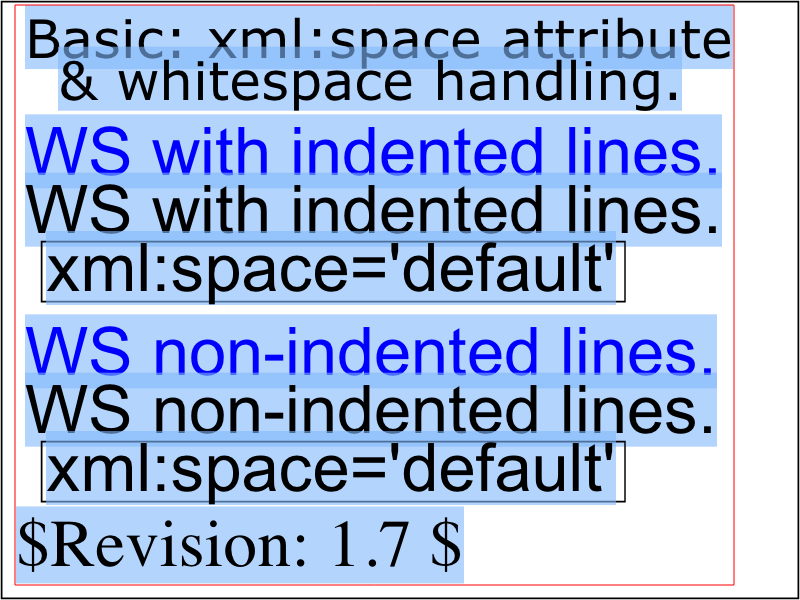 Basic: xml:space attribute
& whitespace handling.
WS with indented lines.
WS with indented lines.
xml:space='default'
WS non-indented lines.
WS non-indented lines.
xml:space='default'
$Revision: 1.7 $